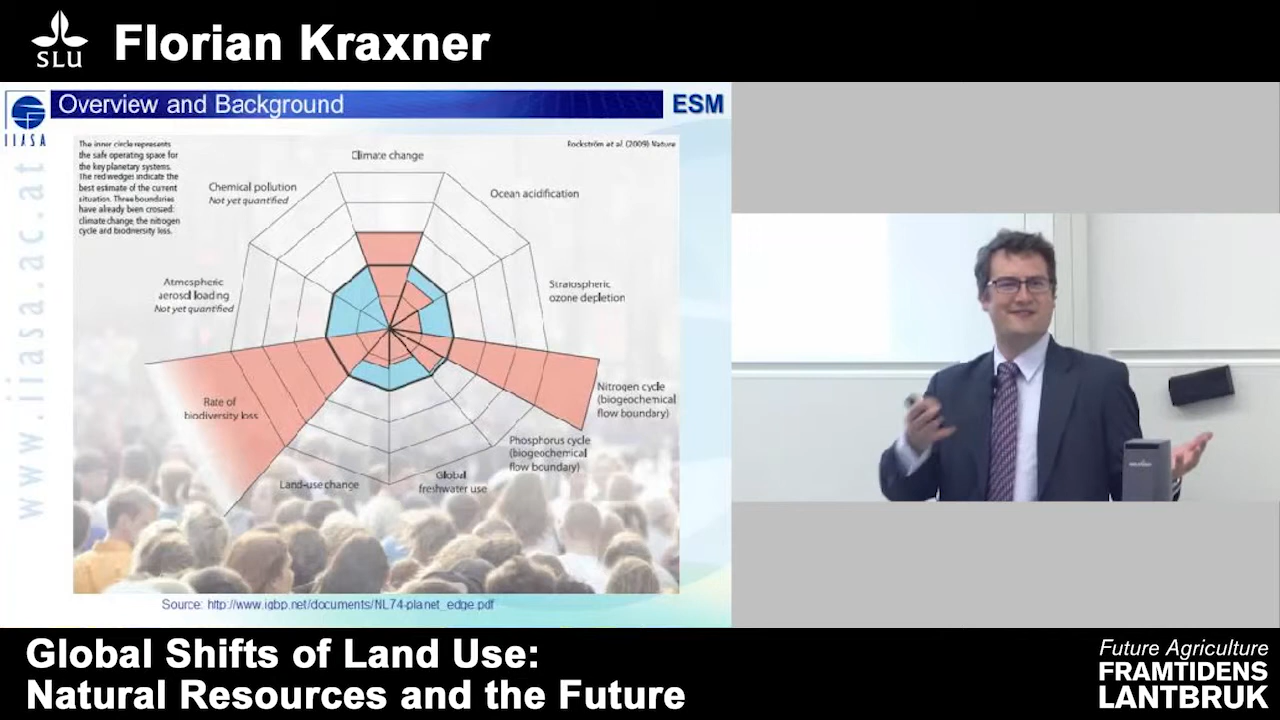 SLU
Florian Kraxner
IIASA
Overview and Background
ESM
www.iiasa.ac.at
The inner circle represents
the safe operating space for
the key planetary systems.
The red wedges indicate the
best estimate of the current
situation. Three boundaries
have already been crossed:
climate change, the nitrogen
cycle and biodiversity loss.
Rockström et al. (2009) Nature
Climate change
Chemical pollution
Not yet quantified
Ocean acidification
Atmospheric
aerosol loading
Not yet quantified
Stratospheric
ozone depletion
Rate of
biodiversity loss
Nitrogen cycle
(biogeochemical
flow boundary)
Phosphorus cycle
(biogeochemical
flow boundary)
Land-use change
Global
freshwater use
Source: http://www.igbp.net/documents/NL74-planet_edge.pdf
Global Shifts of Land Use:
Natural Resources and the Future
Future Agriculture
FRAMTIDENS
LANTBRUK